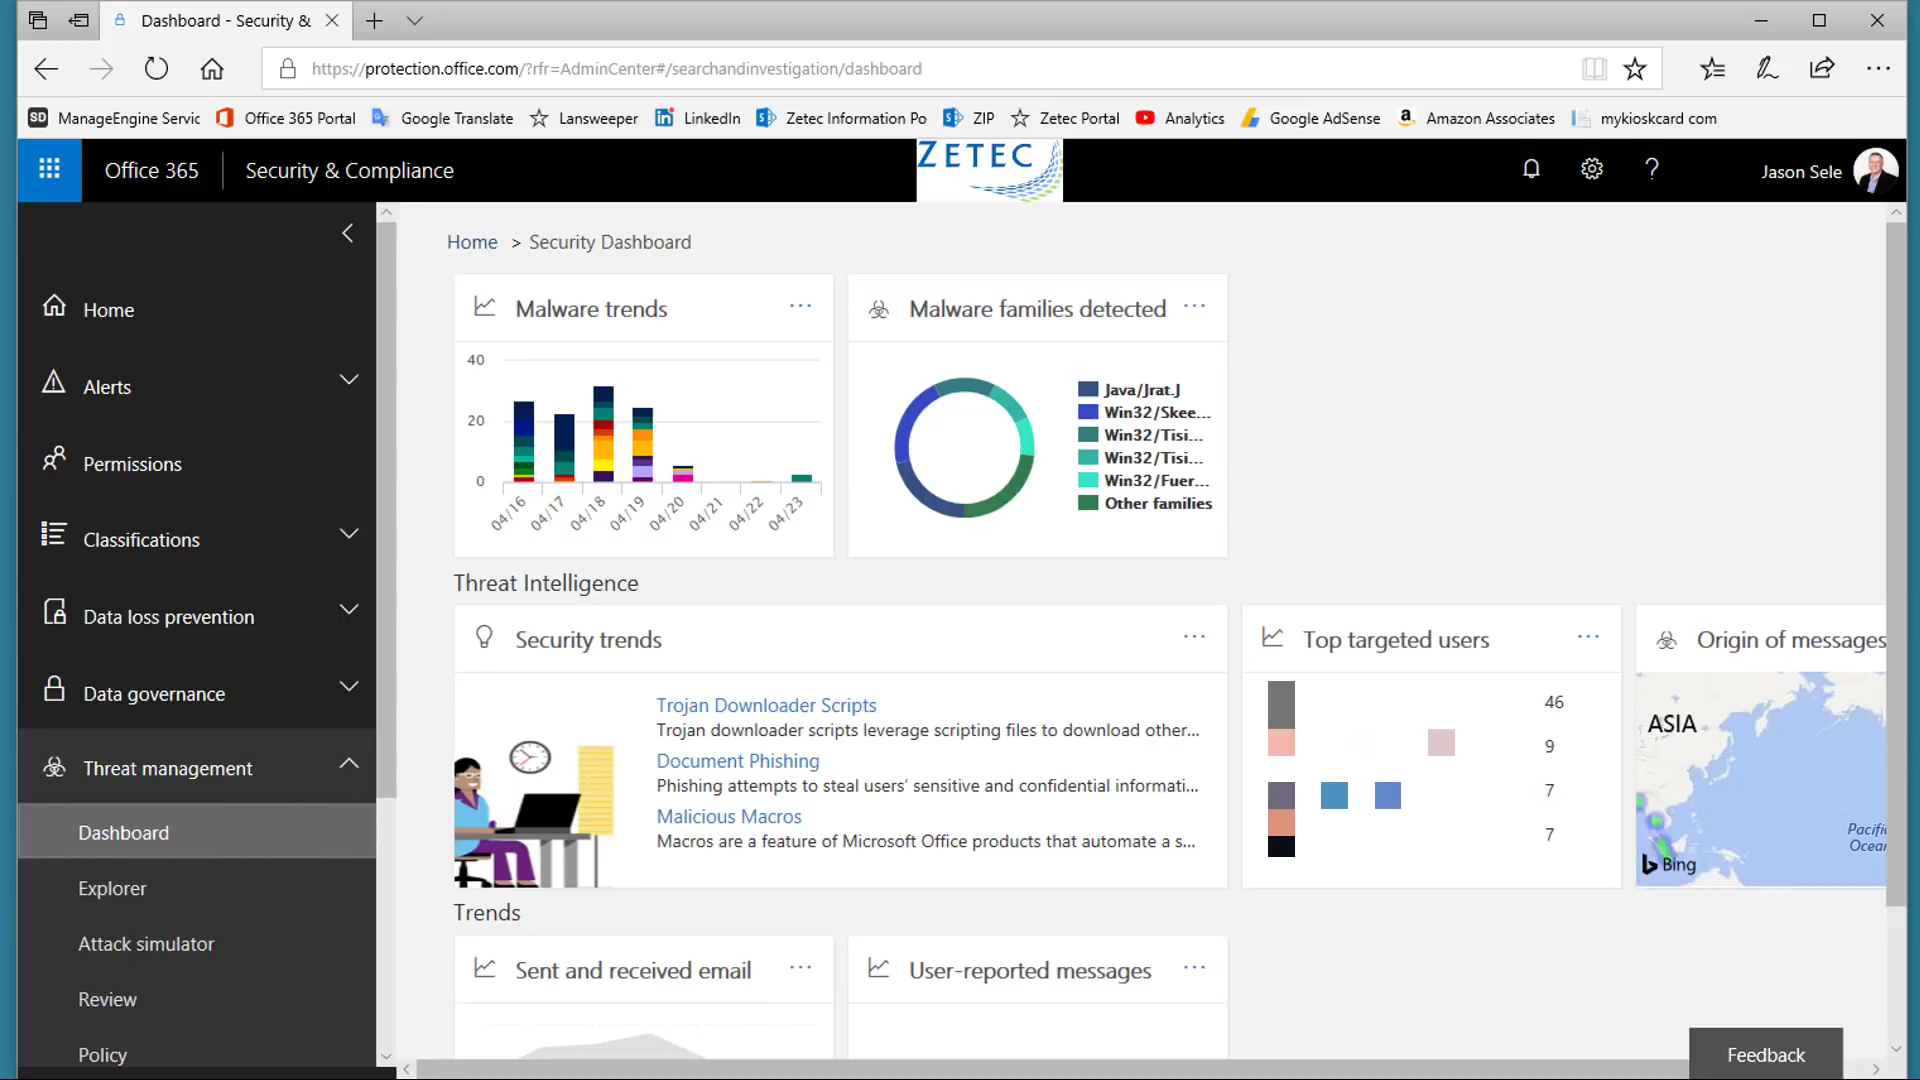 Dashboard - Security &
https://protection.office.com/?rfr=AdminCenter#/searchandinvestigation/dashboard
SD ManageEngine Servic Office 365 Portal Google Translate Lansweeper LinkedIn Zetec Information Po ZIP Zetec Portal Analytics Google AdSense Amazon Associates mykioskcard com
Office 365 Security & Compliance ZETEC ? Jason Sele
Home > Security Dashboard
Home
Alerts
Permissions
Classifications
Data loss prevention
Data governance
Threat management
Dashboard
Explorer
Attack simulator
Review
Policy
Malware trends
40
20
0
04/16 04/17 04/18 04/19 04/20 04/21 04/22 04/23
Malware families detected
Java/Jrat.J
Win32/Skee...
Win32/Tisi...
Win32/Tisi...
Win32/Fuer...
Other families
Threat Intelligence
Security trends
Trojan Downloader Scripts
Trojan downloader scripts leverage scripting files to download other...
Document Phishing
Phishing attempts to steal users’ sensitive and confidential informati...
Malicious Macros
Macros are a feature of Microsoft Office products that automate a s...
Top targeted users
46
9
7
7
Origin of messages
ASIA
Pacific
Ocean
Bing
Trends
Sent and received email
User-reported messages
Feedback